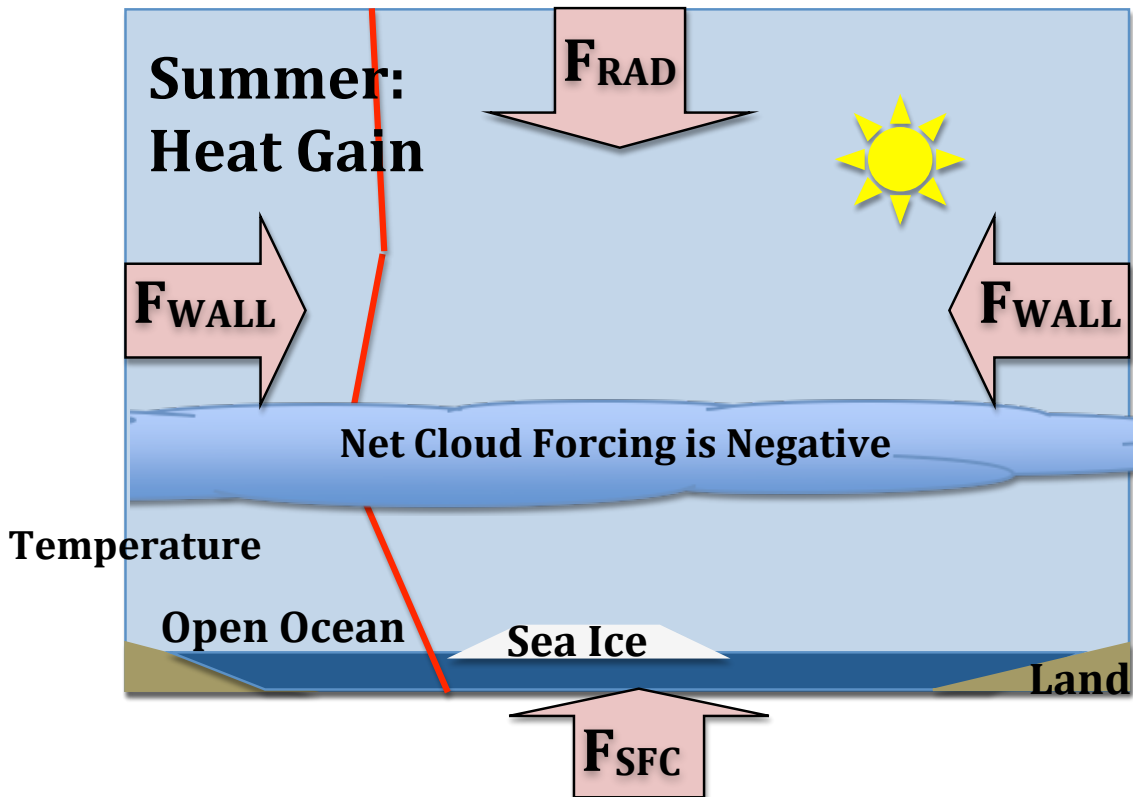 Summer:
Heat Gain
FRAD
FWALL
FWALL
Net Cloud Forcing is Negative
Temperature
Open Ocean
Sea Ice
Land
FSFC